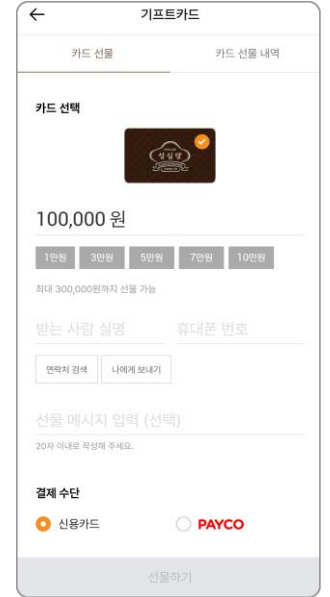 기프트카드
카드 선물 카드 선물 내역
카드 선택
성심당
100,000 원
1만원 3만원 5만원 7만원 10만원
최대 300,000원까지 선물 가능
받는 사람 실명 휴대폰 번호
연락처 검색 나에게 보내기
선물 메시지 입력 (선택)
20자 이내로 작성해 주세요.
결제 수단
신용카드 PAYCO
선물하기